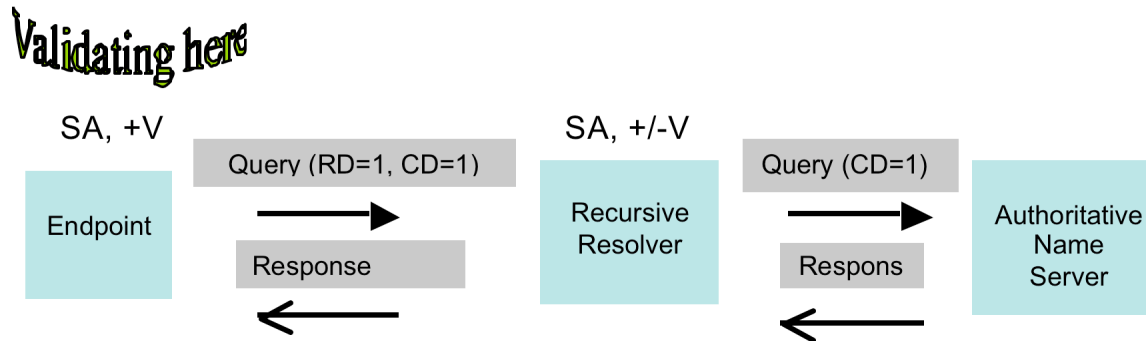 Validating here
SA, +V
SA, +/-V
Query (RD=1, CD=1)
Query (CD=1)
Endpoint
Recursive
Resolver
Authoritative
Name
Server
Response
Respons